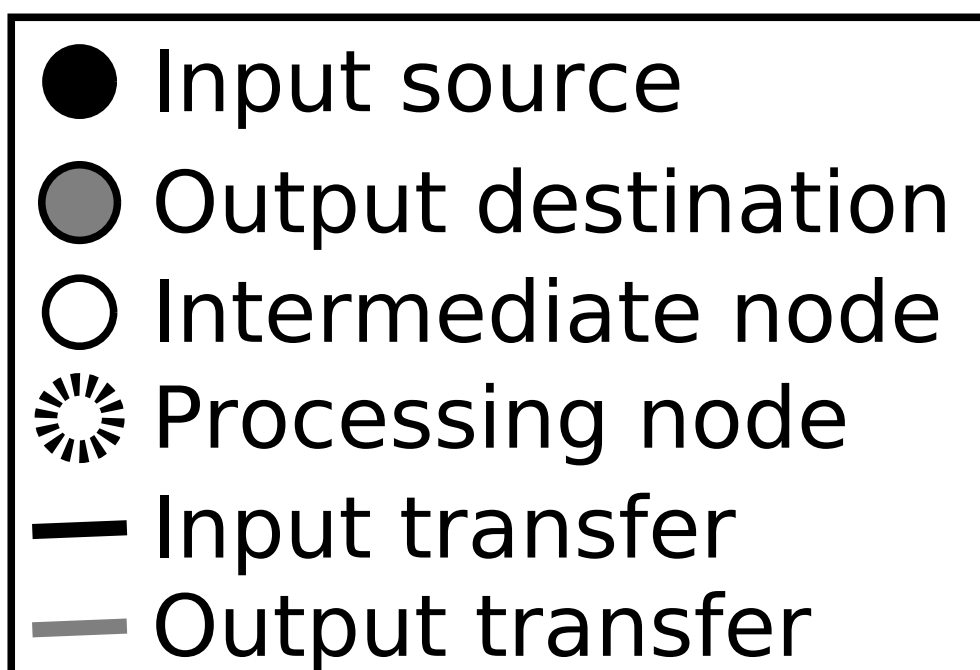 Input source
Output destination
Intermediate node
Processing node
Input transfer
Output transfer